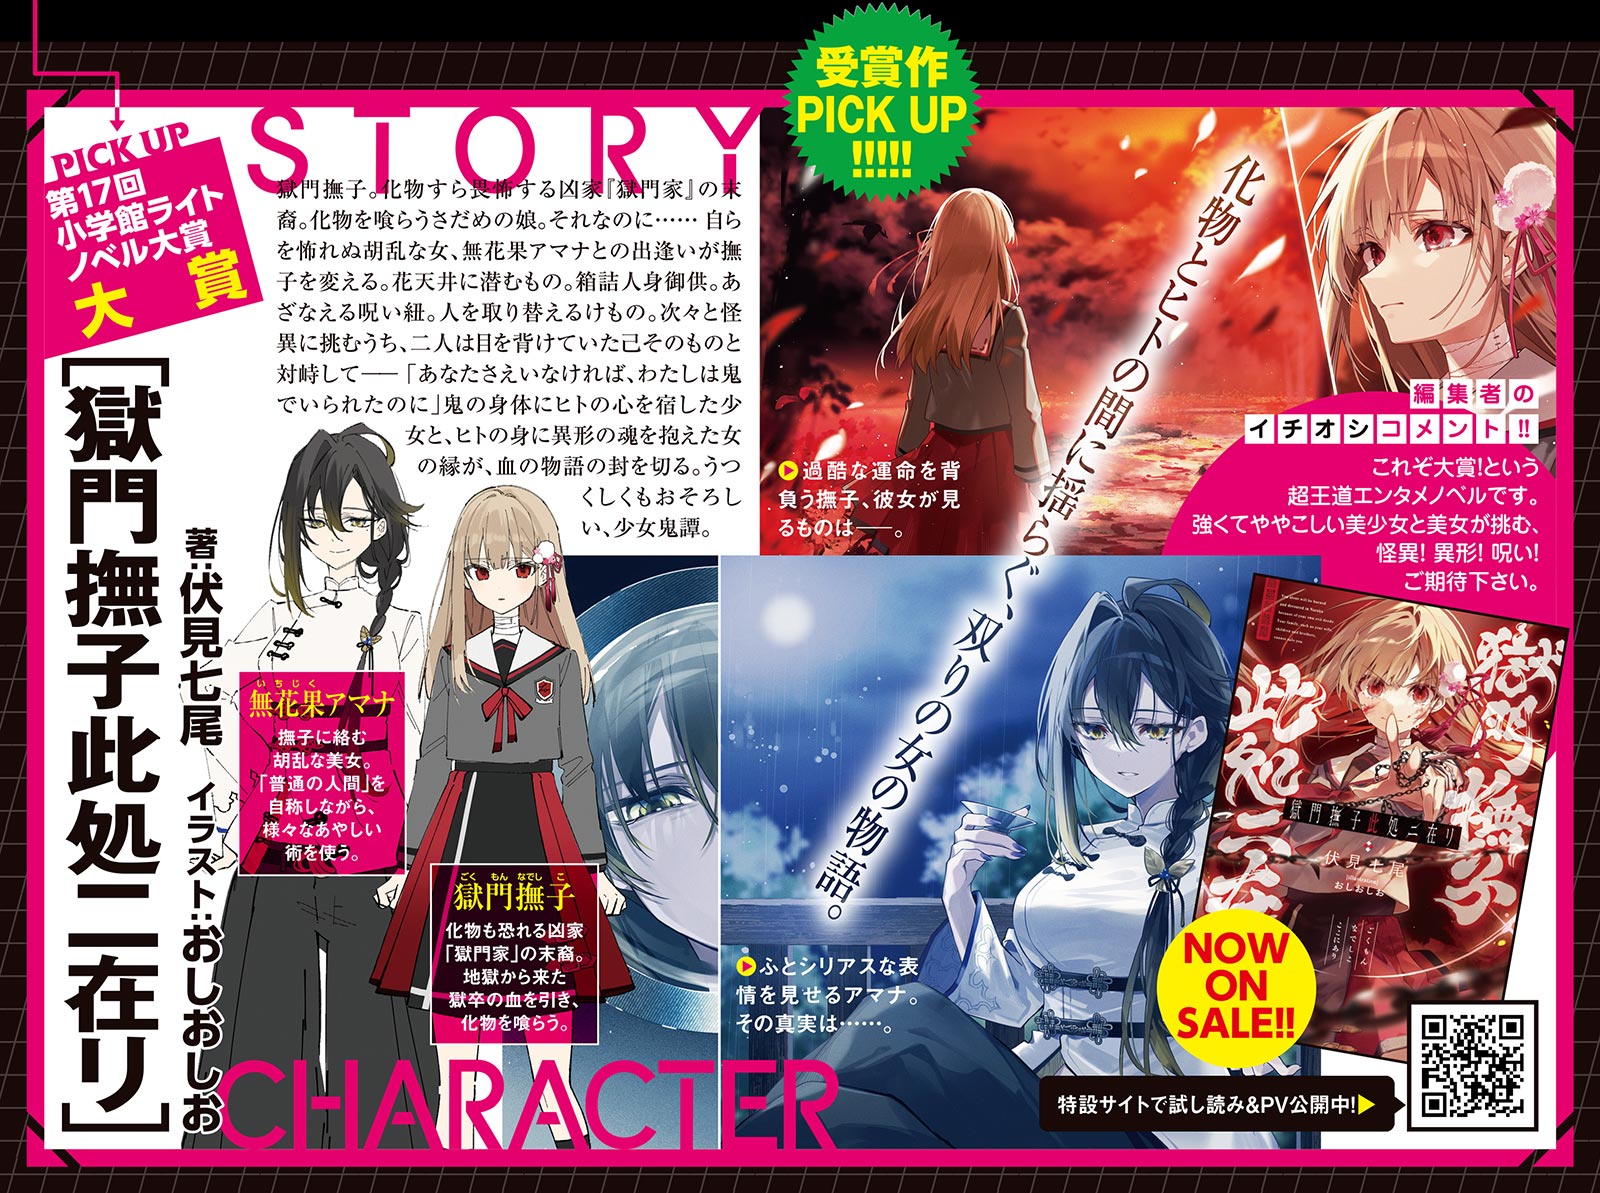 受賞作
PICK UP
!!!!!
PICK UP
第17回
小学館ライト
ノベル大賞
大賞
STORY
獄門撫子。化物すら畏怖する凶家『獄門家』の末
裔。化物を喰らうさだめの娘。それなのに…… 自ら
を怖れぬ胡乱な女、無花果アマナとの出逢いが撫
子を変える。花天井に潜むもの。箱詰人身御供。あ
ざなえる呪い紐。人を取り替えるけもの。次々と怪
異に挑むうち、二人は目を背けていた己そのものと
対峙して――「あなたさえいなければ、わたしは鬼
でいられたのに」鬼の身体にヒトの心を宿した少
女と、ヒトの身に異形の魂を抱えた女
の縁が、血の物語の封を切る。うつ
くしくもおそろし
い、少女鬼譚。
[獄門撫子此処ニ在リ]
著:伏見七尾 イラスト:おしおしお
いちじく
無花果アマナ
撫子に絡む
胡乱な美女。
「普通の人間」を
自称しながら、
様々なあやしい
術を使う。
ごくもんなでしこ
獄門撫子
化物も恐れる凶家
「獄門家」の末裔。
地獄から来た
獄卒の血を引き、
化物を喰らう。
CHARACTER
化物とヒトの間に揺らぐ、双りの女の物語。
過酷な運命を背
負う撫子、彼女が見
るものは――。
ふとシリアスな表
情を見せるアマナ。
その真実は……。
編集者の
イチオシコメント!!
これぞ大賞!という
超王道エンタメノベルです。
強くてややこしい美少女と美女が挑む、
怪異! 異形! 呪い!
ご期待下さい。
獄門撫子
此処ニ在
獄門撫子此処ニ在リ
伏見七尾
[illustration]
おしおしお
ごくもん
なでしこ
ここにあり
NOW
ON
SALE!!
特設サイトで試し読み&PV公開中!▶